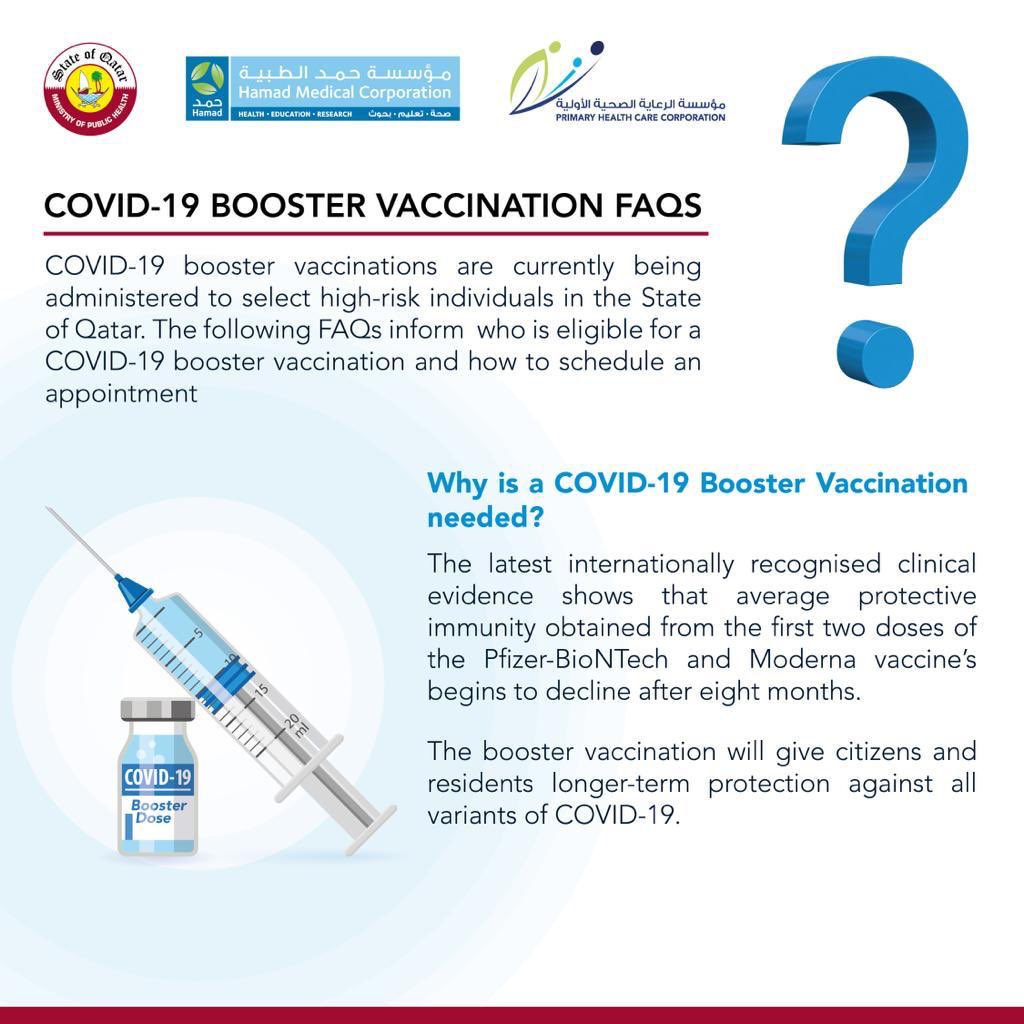 State of Qatar
MINISTRY OF PUBLIC HEALTH
حمد
Hamad
مؤسسة حمد الطبية
Hamad Medical Corporation
HEALTH • EDUCATION • RESEARCH صحة • تعليم • بحوث
مؤسسة الرعاية الصحية الأولية
PRIMARY HEALTH CARE CORPORATION
COVID-19 BOOSTER VACCINATION FAQS
COVID-19 booster vaccinations are currently being
administered to select high-risk individuals in the State
of Qatar. The following FAQs inform who is eligible for a
COVID-19 booster vaccination and how to schedule an
appointment
Why is a COVID-19 Booster Vaccination
needed?
The latest internationally recognised clinical
evidence shows that average protective
immunity obtained from the first two doses of
the Pfizer-BioNTech and Moderna vaccine's
begins to decline after eight months.
The booster vaccination will give citizens and
residents longer-term protection against all
variants of COVID-19.
5
10
15
20
ml
COVID-19
Booster
Dose